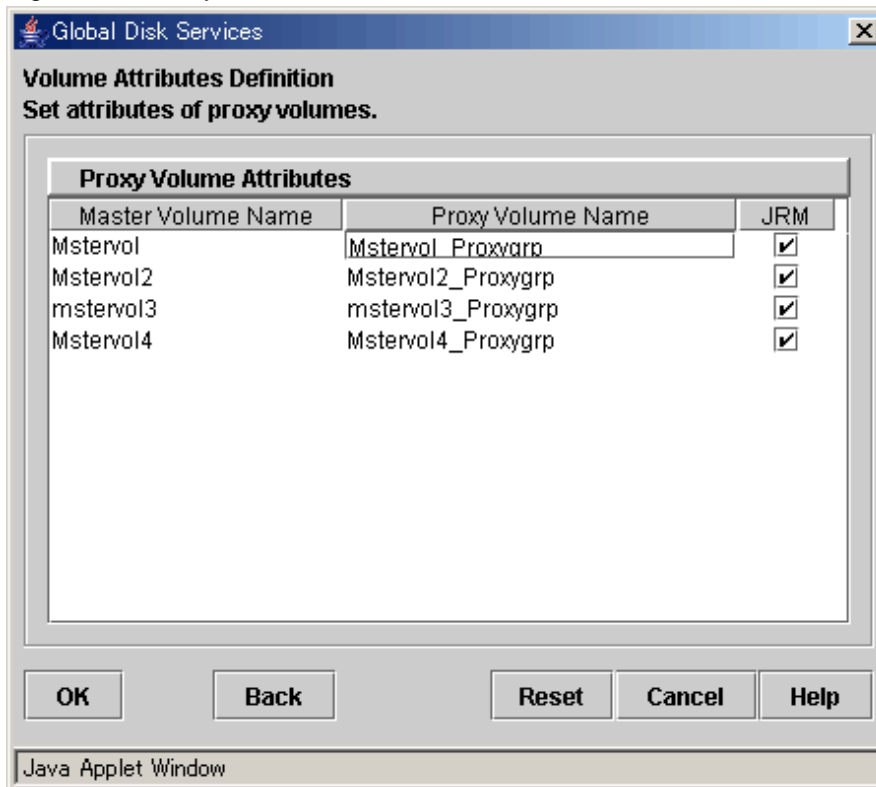 Global Disk Services
Volume Attributes Definition
Set attributes of proxy volumes.
Proxy Volume Attributes
Master Volume Name Proxy Volume Name JRM
Mstervol Mstervol_Proxygrp
Mstervol2 Mstervol2_Proxygrp
mstervol3 mstervol3_Proxygrp
Mstervol4 Mstervol4_Proxygrp
OK Back Reset Cancel Help
Java Applet Window